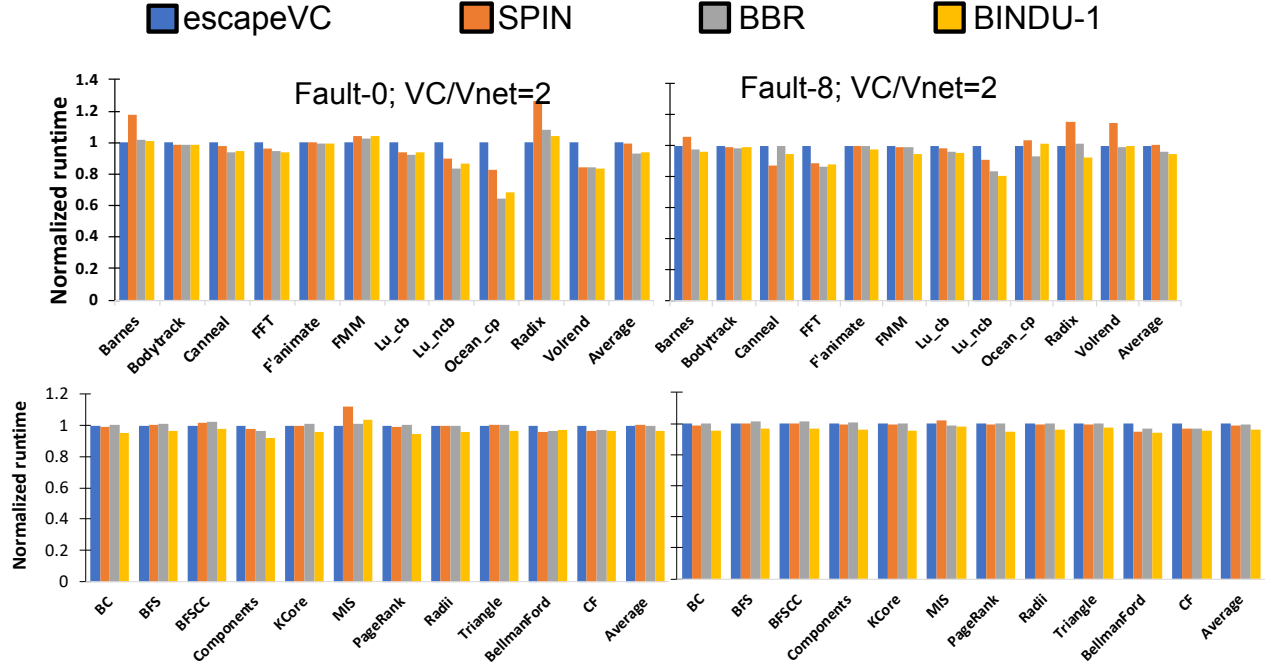 escapeVC SPIN BBR BINDU-1
Fault-0; VC/Vnet=2
Fault-8; VC/Vnet=2
Normalized runtime
1.4
1.2
1
0.8
0.6
0.4
0.2
0
Barnes Bodytrack Canneal FFT F'animate FMM Lu_cb Lu_ncb Ocean_cp Radix Volrend Average
Barnes Bodytrack Canneal FFT F'animate FMM Lu_cb Lu_ncb Ocean_cp Radix Volrend Average
Normalized runtime
1.2
1
0.8
0.6
0.4
0.2
0
BC BFS BFSCC Components KCore MIS PageRank Radii Triangle BellmanFord CF Average
BC BFS BFSCC Components KCore MIS PageRank Radii Triangle BellmanFord CF Average